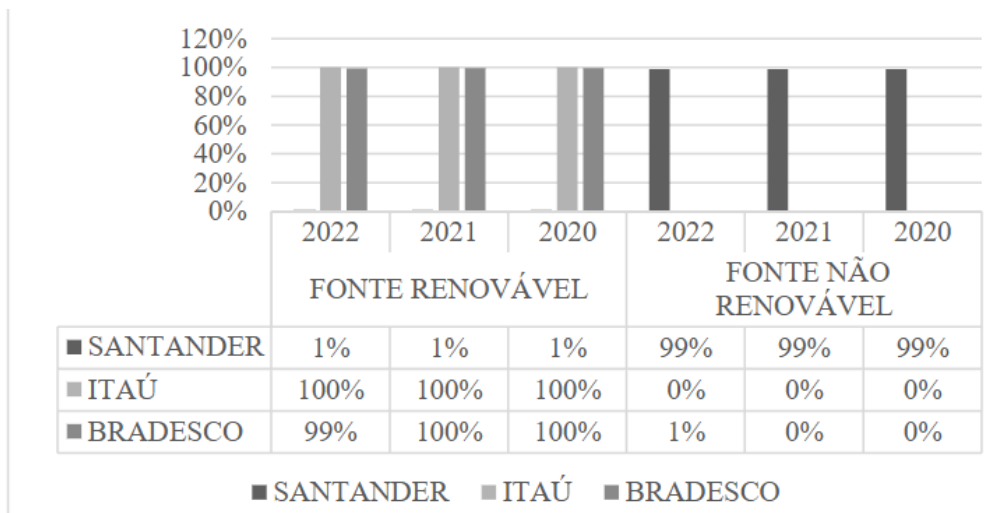 120%
100%
80%
60%
40%
20%
0%
2022 2021 2020 2022 2021 2020
FONTE RENOVÁVEL
FONTE NÃO
RENOVÁVEL
SANTANDER 1% 1% 1% 99% 99% 99%
ITAÚ 100% 100% 100% 0% 0% 0%
BRADESCO 99% 100% 100% 1% 0% 0%
SANTANDER ITAÚ BRADESCO